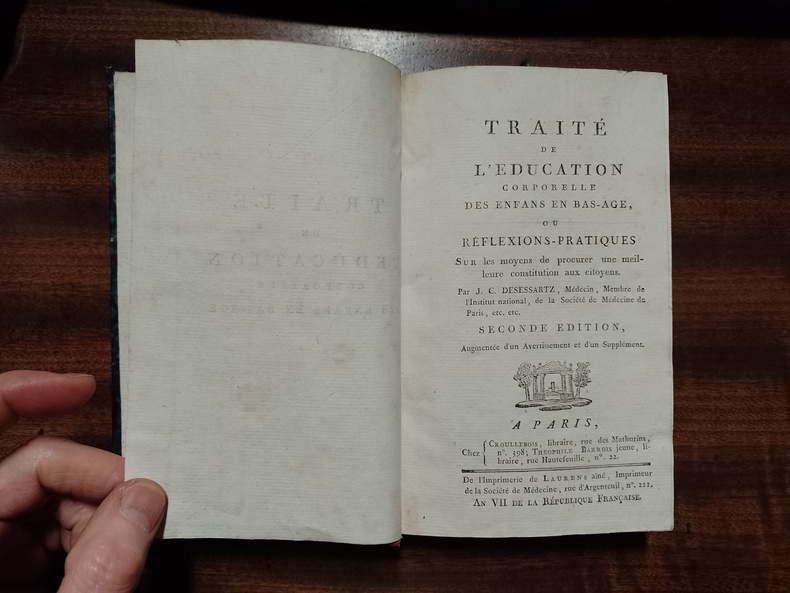 TRAITÉ
DE
L'EDUCATION
CORPORELLE
DES ENFANS EN BAS-AGE,
OU
RÉFLEXIONS-PRATIQUES
SUR les moyens de procurer une meil-
leure constitution aux citoyens.
Par J. C. DESESSARTZ, Médecin, Membre de
l'Institut national, de la Société de Médecine de
Paris, etc. etc.
SECONDE EDITION,
Augmentée d'un Avertissement et d'un Supplément.
A PARIS,
Chez { CROULLEBOIS, libraire, rue des Mathurins,
n°. 398; THEOPHILE BARROIS jeune, li-
braire, rue Hautefeuille, n°. 22.
De l'Imprimerie de LAURENS aîné, Imprimeur
de la Société de Médecine, rue d'Argenteuil, n°. 211.
AN VII DE LA RÉPUBLIQUE FRANÇAISE.